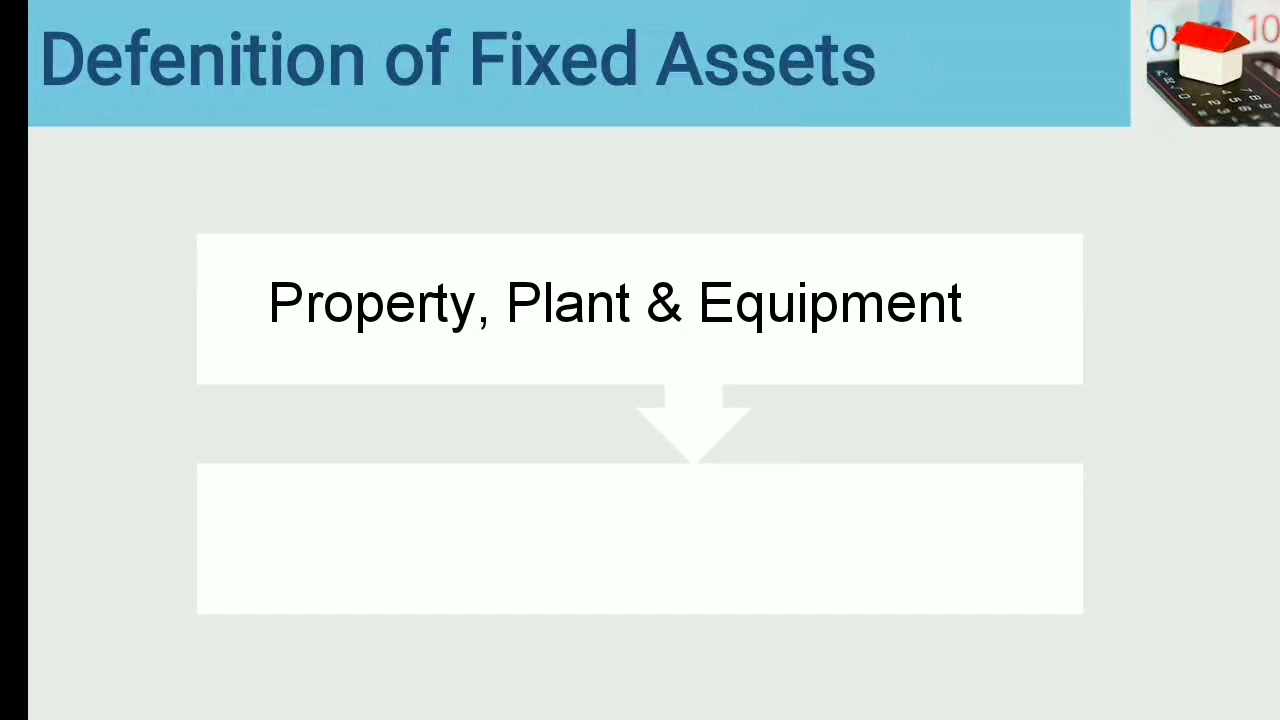 Defenition of Fixed Assets
Property, Plant & Equipment